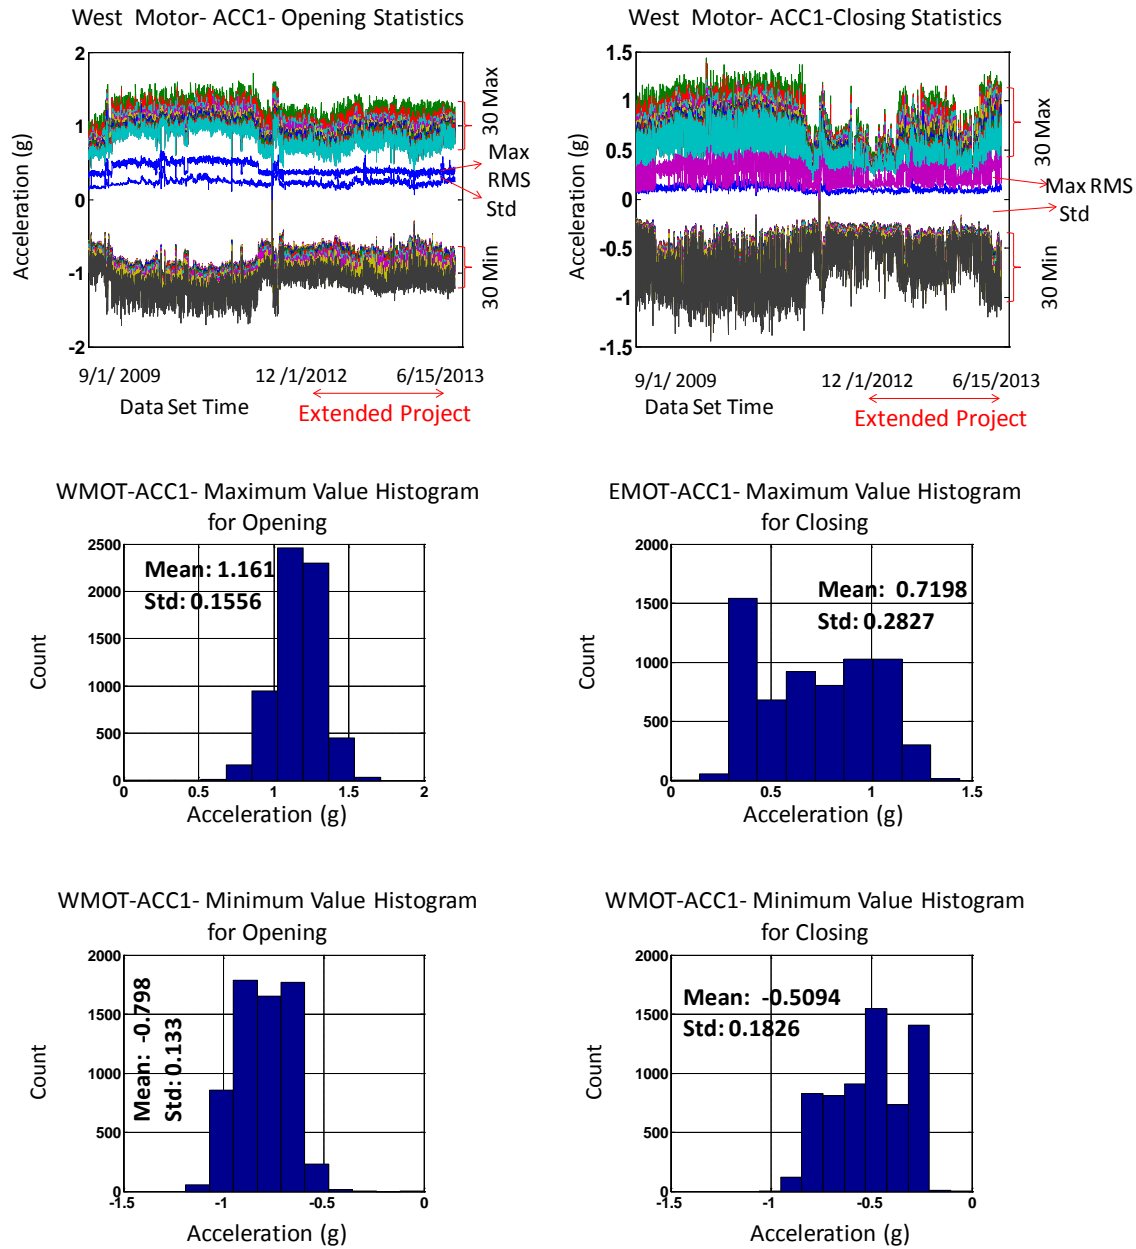 West  Motor- ACC1- Opening Statistics
2
1
0
-1
-2
Acceleration (g)
30 Max
Max
RMS
Std
30 Min
9/1/ 2009
12 /1/2012
6/15/2013
Data Set Time
Extended Project
West  Motor- ACC1-Closing Statistics
1.5
1
0.5
0
-0.5
-1
-1.5
Acceleration (g)
30 Max
Max RMS
Std
30 Min
9/1/ 2009
12 /1/2012
6/15/2013
Data Set Time
Extended Project
WMOT-ACC1- Maximum Value Histogram
for Opening
2500
2000
1500
1000
500
0
Count
Mean: 1.161
Std: 0.1556
0
0.5
1
1.5
2
Acceleration (g)
EMOT-ACC1- Maximum Value Histogram
for Closing
2000
1500
1000
500
0
Count
Mean:  0.7198
Std: 0.2827
0
0.5
1
1.5
Acceleration (g)
WMOT-ACC1- Minimum Value Histogram
for Opening
2000
1500
1000
500
0
Count
Mean:  -0.798
Std: 0.133
-1.5
-1
-0.5
0
Acceleration (g)
WMOT-ACC1- Minimum Value Histogram
for Closing
2000
1500
1000
500
0
Count
Mean:  -0.5094
Std: 0.1826
-1.5
-1
-0.5
0
Acceleration (g)